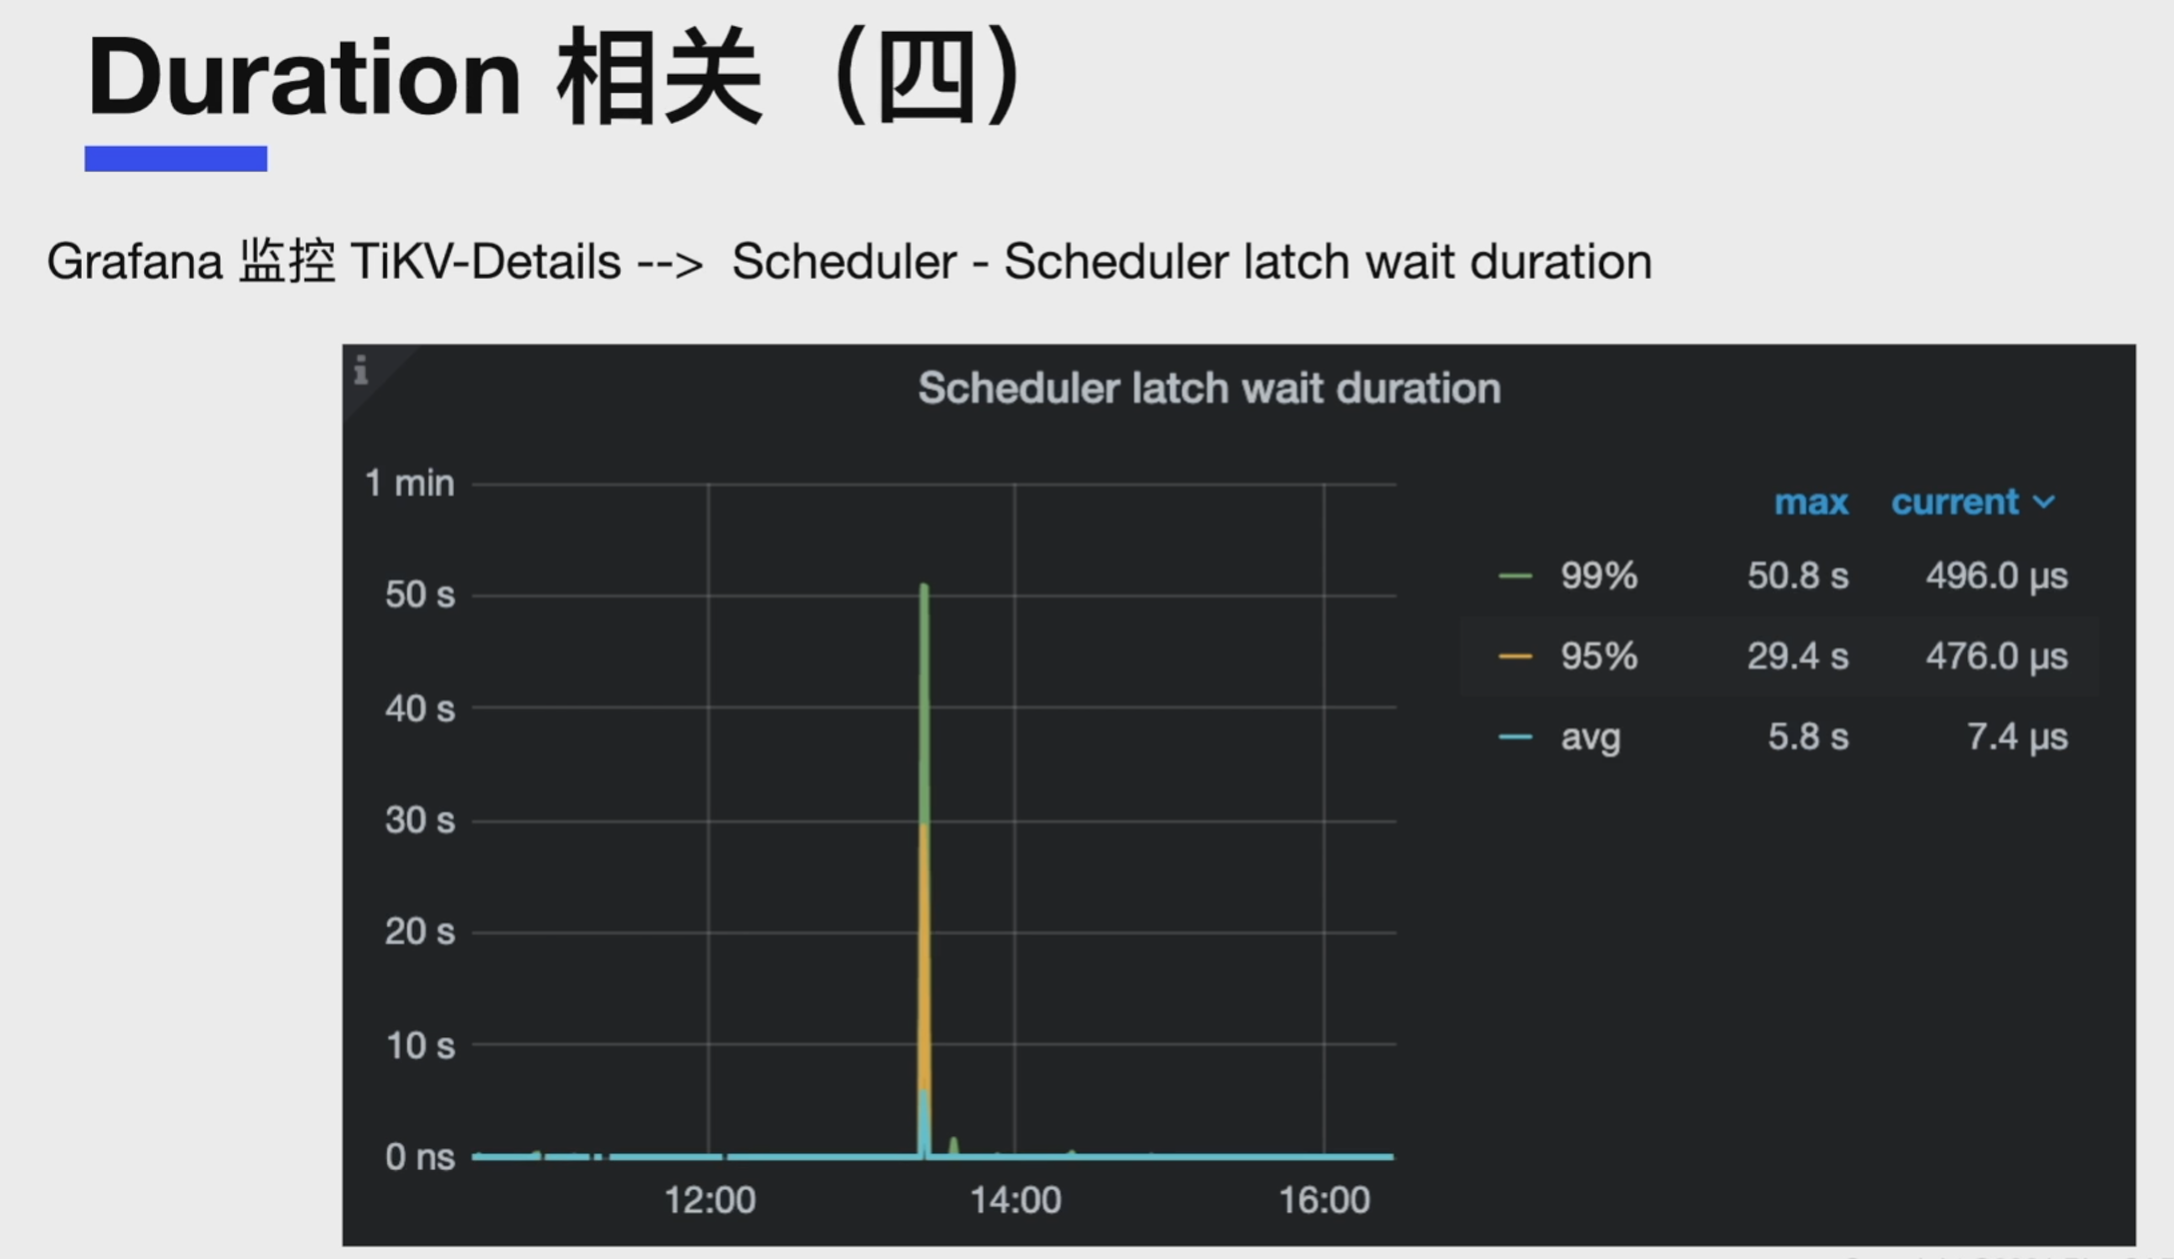 Duration 相关（四）
Grafana 监控 TiKV-Details --> Scheduler - Scheduler latch wait duration
i
Scheduler latch wait duration
1 min
50 s
40 s
30 s
20 s
10 s
0 ns
12:00 14:00 16:00
max current
99% 50.8 s 496.0 µs
95% 29.4 s 476.0 µs
avg 5.8 s 7.4 µs